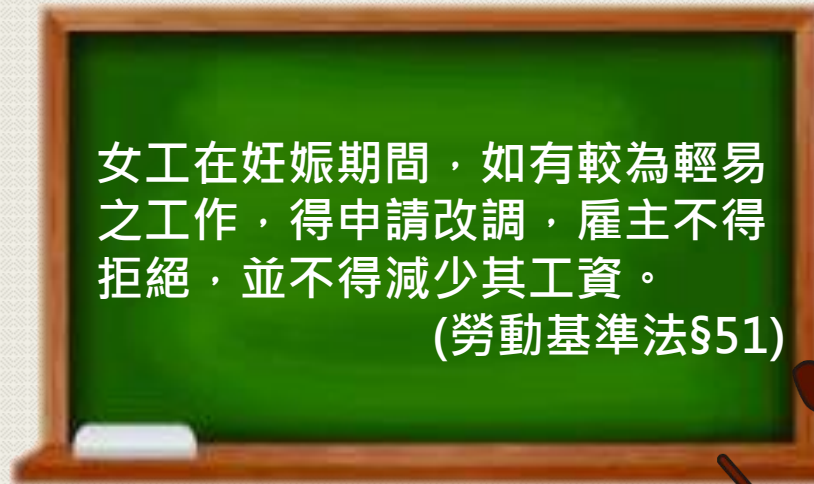 女工在妊娠期間，如有較為輕易
之工作，得申請改調，雇主不得
拒絕，並不得減少其工資。
(勞動基準法§51)